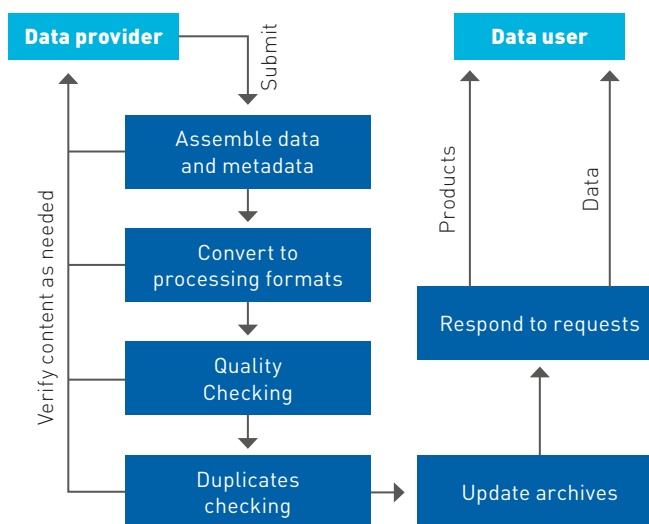 Data provider
Submit
Assemble data
and metadata
Convert to
processing formats
Quality
Checking
Duplicates
checking
Verify content as needed
Data user
Products
Data
Respond to requests
Update archives